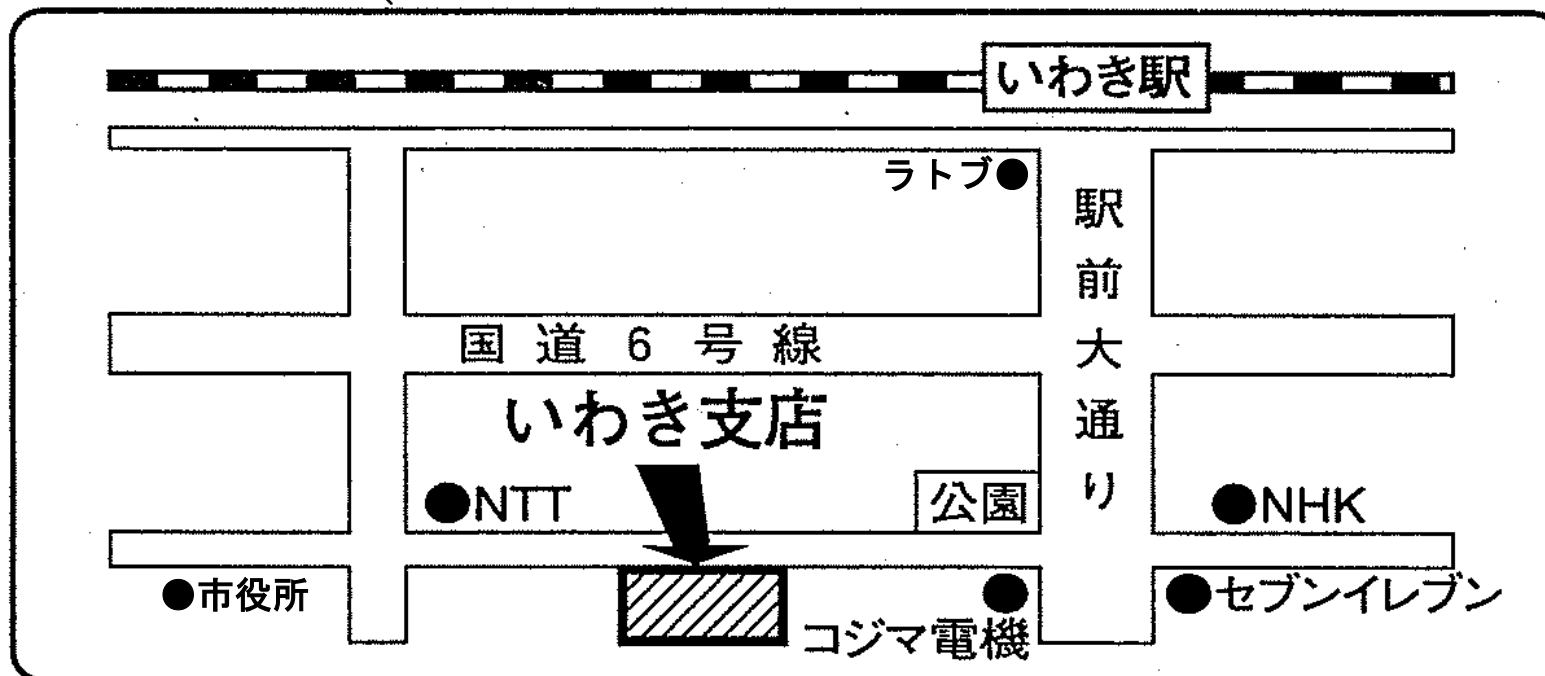 いわき駅
ラトブ
駅前大通り
国道6号線
いわき支店
NTT
公園
NHK
市役所
コジマ電機
セブンイレブン